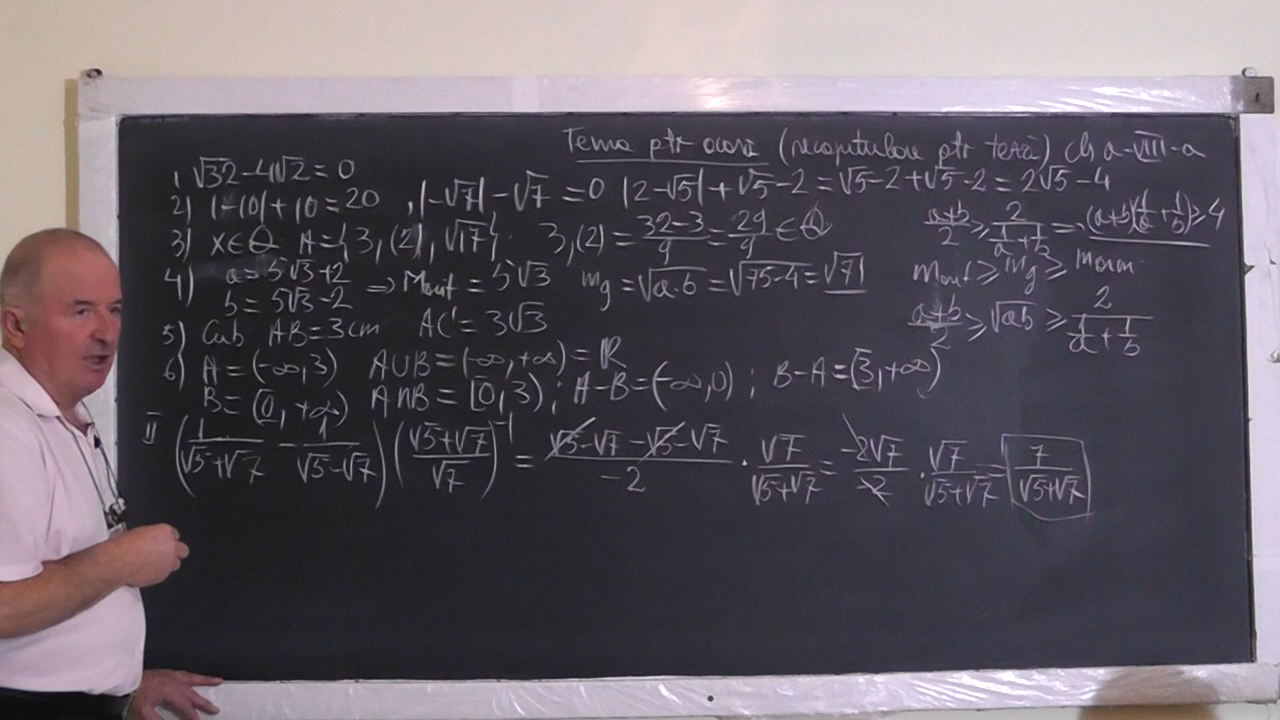 Tema ptr acasă (recapitulare ptr teză) cls a-VIII-a
1) √32-4√2=0
2) |-10|+10=20, |-√7|-√7=0 |2-√5|+√5-2=√5-2+√5-2=2√5-4
3) x∈Q A={3,(2), √17} 3,(2)=(32-3)/9=29/9∈Q
(a+b)/2≥2/(1/a+1/b)⇒(a+b)(1/a+1/b)≥4
4) a=5√3+2
b=5√3-2 ⇒ Ma=5√3 mg=√(a·b)=√(75-4)=√71
≥ mg ≥ marm
(a+b)/2≥√ab≥2/(1/a+1/b)
5) Cub AB=3cm AC'=3√3
6) A=(-∞,3) A∪B=(-∞,+∞)=R
B=[0,+∞) A∩B=[0,3); A-B=(-∞,0); B-A=[3,+∞)
II (1/(√5+√7)-1/(√5-√7))((√5+√7)/√7)^-1=(√5-√7-√5-√7)/-2·√7/(√5+√7)=-2√7/-2·√7/(√5+√7)=7/(√5+√7)